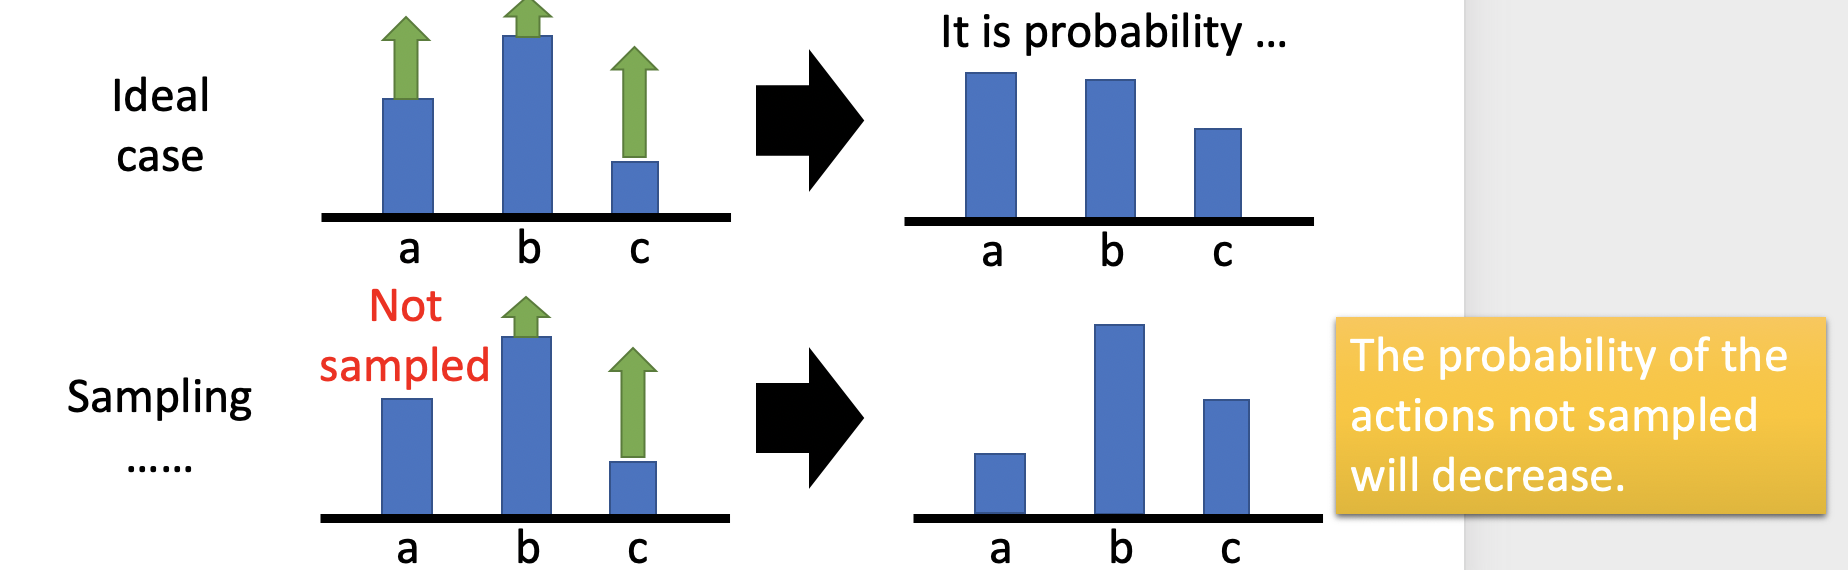 It is probability ...
Ideal
case
a b c
a b c
Not
sampled
Sampling
......
The probability of the
actions not sampled
will decrease.
a b c
a b c